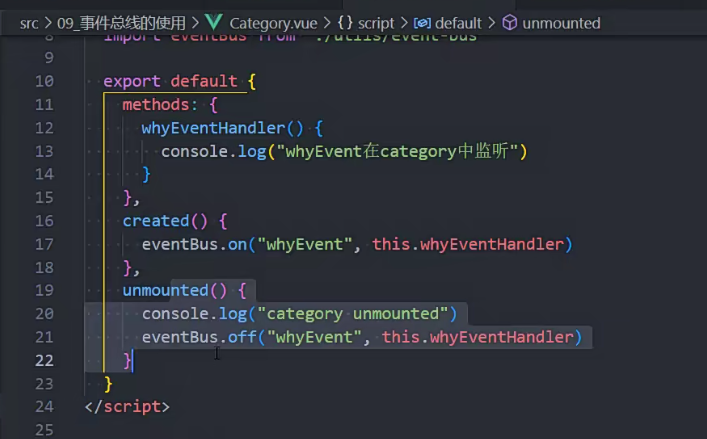 src > 09_事件总线的使用 > Category.vue > {} script > default > unmounted
8 import eventBus from "./utils/event-bus"
9
10 export default {
11 methods: {
12 whyEventHandler() {
13 console.log("whyEvent在category中监听")
14 }
15 },
16 created() {
17 eventBus.on("whyEvent", this.whyEventHandler)
18 },
19 unmounted() {
20 console.log("category unmounted")
21 eventBus.off("whyEvent", this.whyEventHandler)
22 }
23 }
24 </script>
25